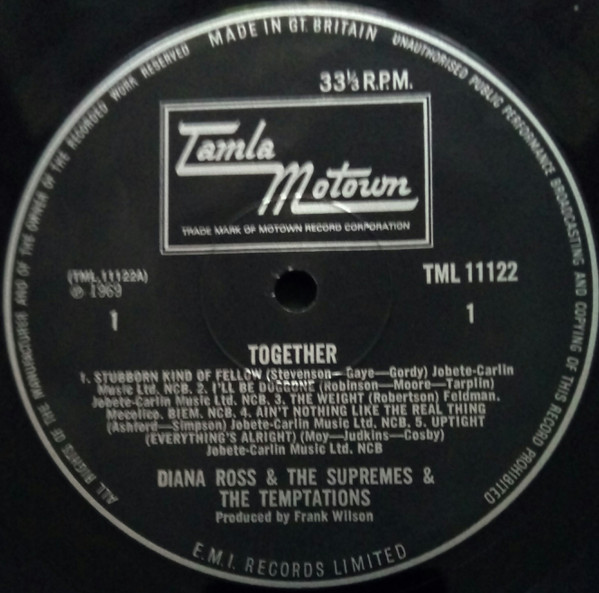 MADE IN GT. BRITAIN
UNAUTHORISED PUBLIC PERFORMANCE BROADCASTING AND COPYING OF THIS RECORD PROHIBITED
ALL RIGHTS OF THE MANUFACTURER AND OF THE OWNER OF THE RECORDED WORK RESERVED
33⅓ R.P.M.
Tamla
Motown
TRADE MARK OF MOTOWN RECORD CORPORATION
(TML.11122A)
℗ 1969
1
TML 11122
1
TOGETHER
1. STUBBORN KIND OF FELLOW (Stevenson—Gaye—Gordy) Jobete-Carlin
Music Ltd. NCB. 2. I'LL BE DOGGONE (Robinson—Moore—Tarplin)
Jobete-Carlin Music Ltd. NCB. 3. THE WEIGHT (Robertson) Feldman.
Mecolico. BIEM. NCB. 4. AIN'T NOTHING LIKE THE REAL THING
(Ashford—Simpson) Jobete-Carlin Music Ltd. NCB. 5. UPTIGHT
(EVERYTHING'S ALRIGHT) (Moy—Judkins—Cosby)
Jobete-Carlin Music Ltd. NCB
DIANA ROSS & THE SUPREMES &
THE TEMPTATIONS
Produced by Frank Wilson
E.M.I. RECORDS LIMITED